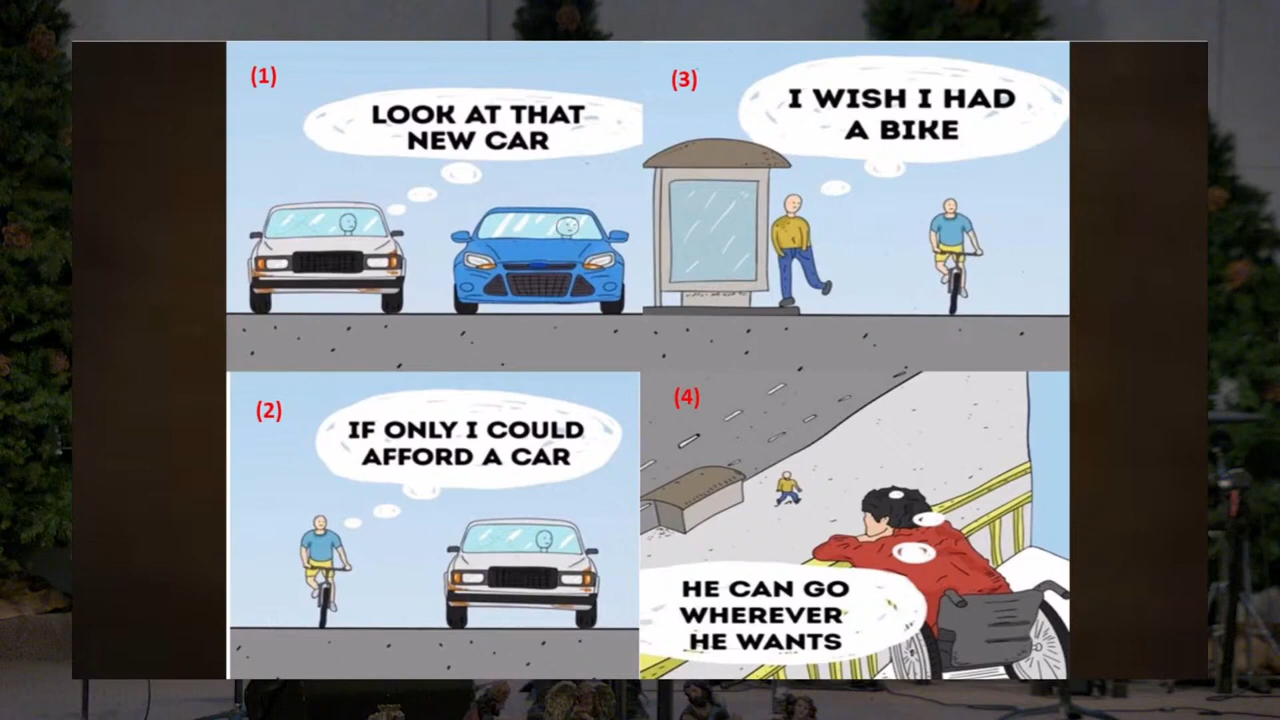 (1)
LOOK AT THAT
NEW CAR
(2)
IF ONLY I COULD
AFFORD A CAR
(3)
I WISH I HAD
A BIKE
(4)
HE CAN GO
WHEREVER
HE WANTS